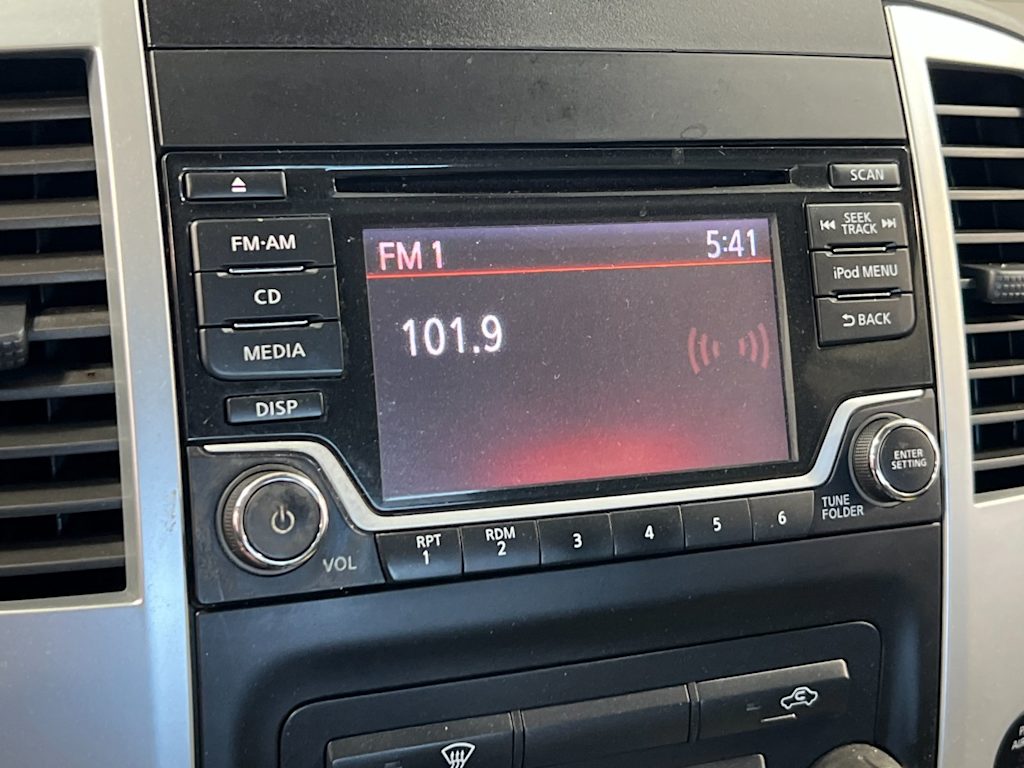 SCAN
FM·AM
SEEK
TRACK
FM 1
5:41
CD
iPod MENU
101.9
BACK
MEDIA
DISP
ENTER
SETTING
VOL
RPT
1
RDM
2
3
4
5
6
TUNE
FOLDER